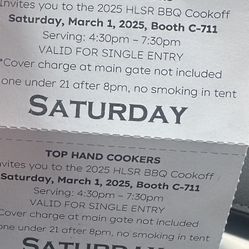 nvites you to the 2025 HLSR BBQ Cookoff
Saturday, March 1, 2025, Booth C-711
Serving: 4:30pm – 7:30pm
VALID FOR SINGLE ENTRY
*Cover charge at main gate not included
one under 21 after 8pm, no smoking in tent
SATURDAY
TOP HAND COOKERS
nvites you to the 2025 HLSR BBQ Cookoff
Saturday, March 1, 2025, Booth C-711
Serving: 4:30pm – 7:30pm
VALID FOR SINGLE ENTRY
Cover charge at main gate not included
one under 21 after 8pm, no smoking in tent
SATURDAY